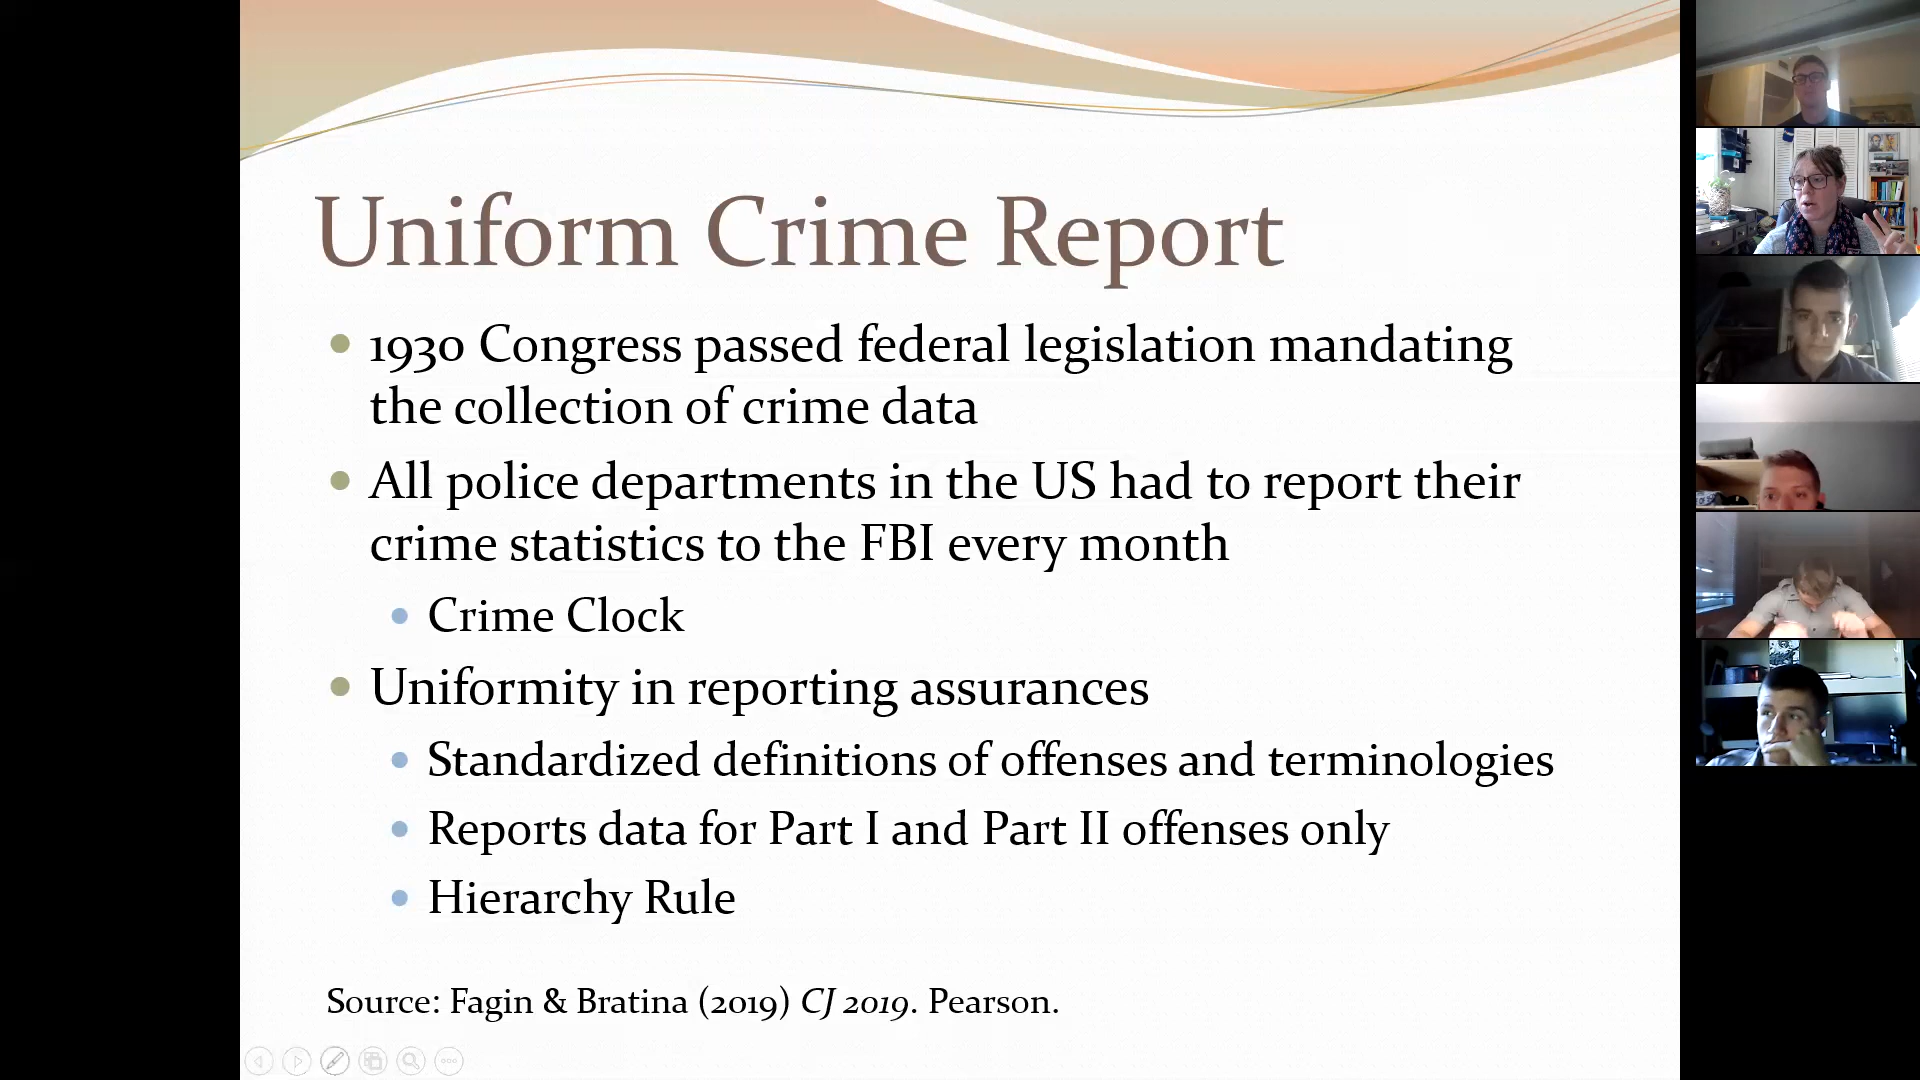 Uniform Crime Report
1930 Congress passed federal legislation mandating
the collection of crime data
All police departments in the US had to report their
crime statistics to the FBI every month
Crime Clock
Uniformity in reporting assurances
Standardized definitions of offenses and terminologies
Reports data for Part I and Part II offenses only
Hierarchy Rule
Source: Fagin & Bratina (2019) CJ 2019. Pearson.